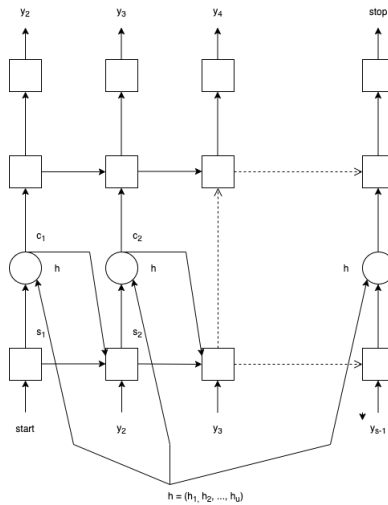 y2 y3 y4 stop
c1 c2
h h h
s1 s2
start y2 y3 ys-1
h = (h1, h2, ..., hu)